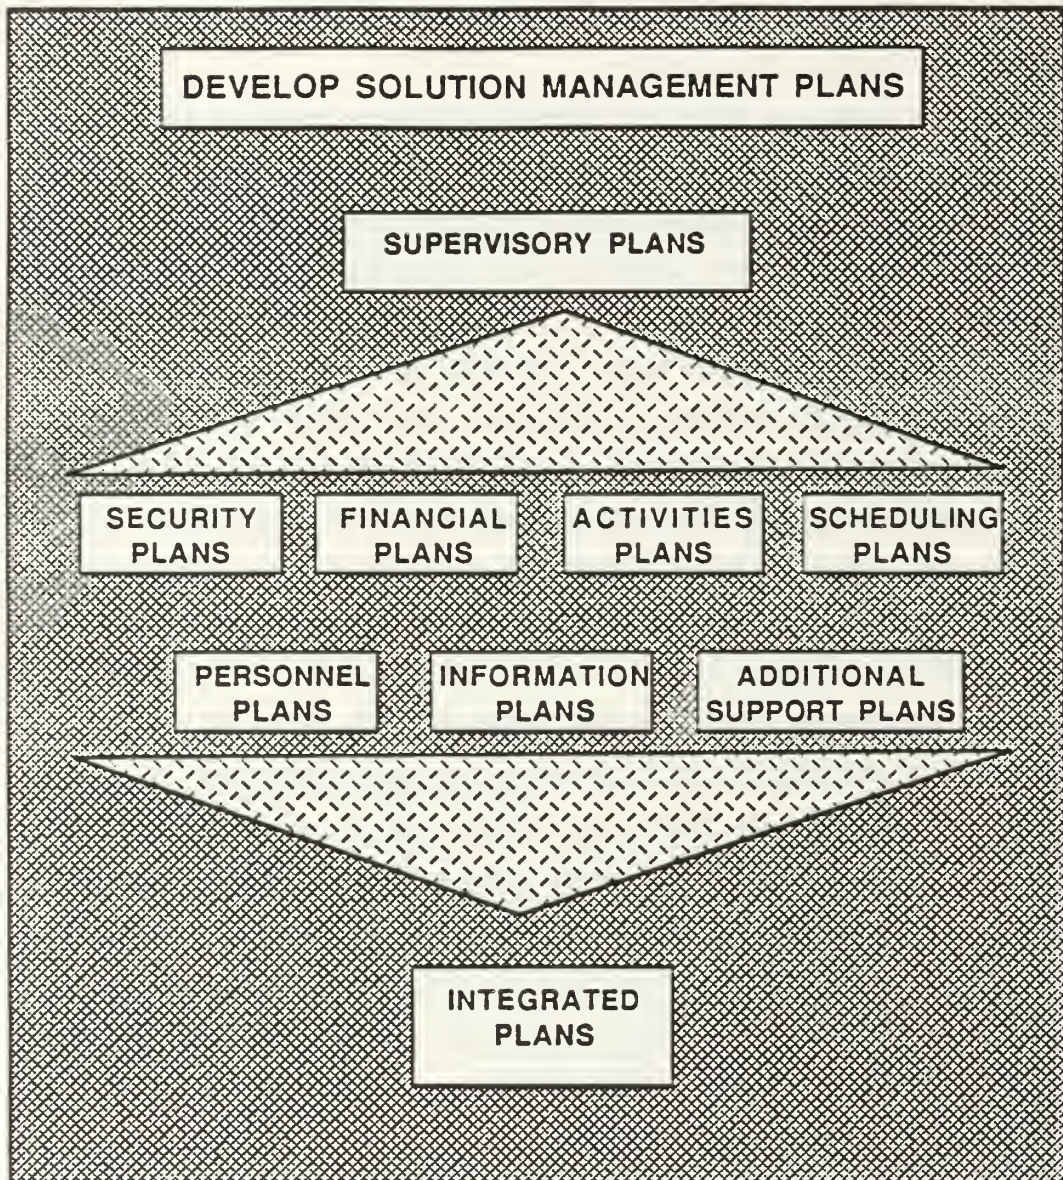 DEVELOP SOLUTION MANAGEMENT PLANS
SUPERVISORY PLANS
SECURITY
PLANS
FINANCIAL
PLANS
ACTIVITIES
PLANS
SCHEDULING
PLANS
PERSONNEL
PLANS
INFORMATION
PLANS
ADDITIONAL
SUPPORT PLANS
INTEGRATED
PLANS